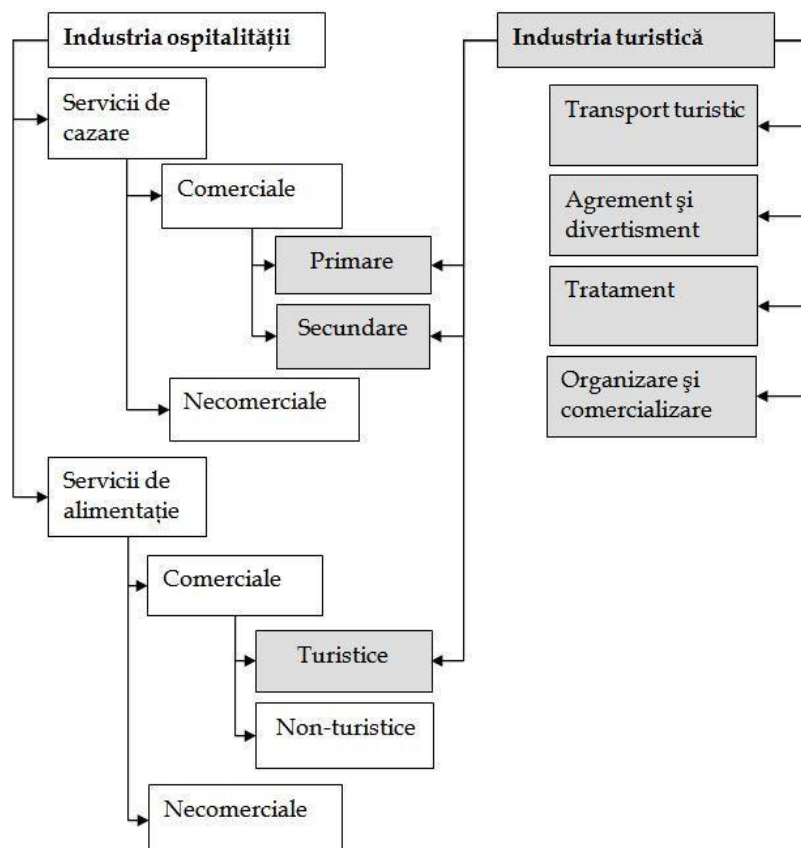 Industria ospitalității
Industria turistică
Servicii de
cazare
Transport turistic
Comerciale
Agrement şi
divertisment
Primare
Tratament
Secundare
Organizare şi
comercializare
Necomerciale
Servicii de
alimentație
Comerciale
Turistice
Non-turistice
Necomerciale